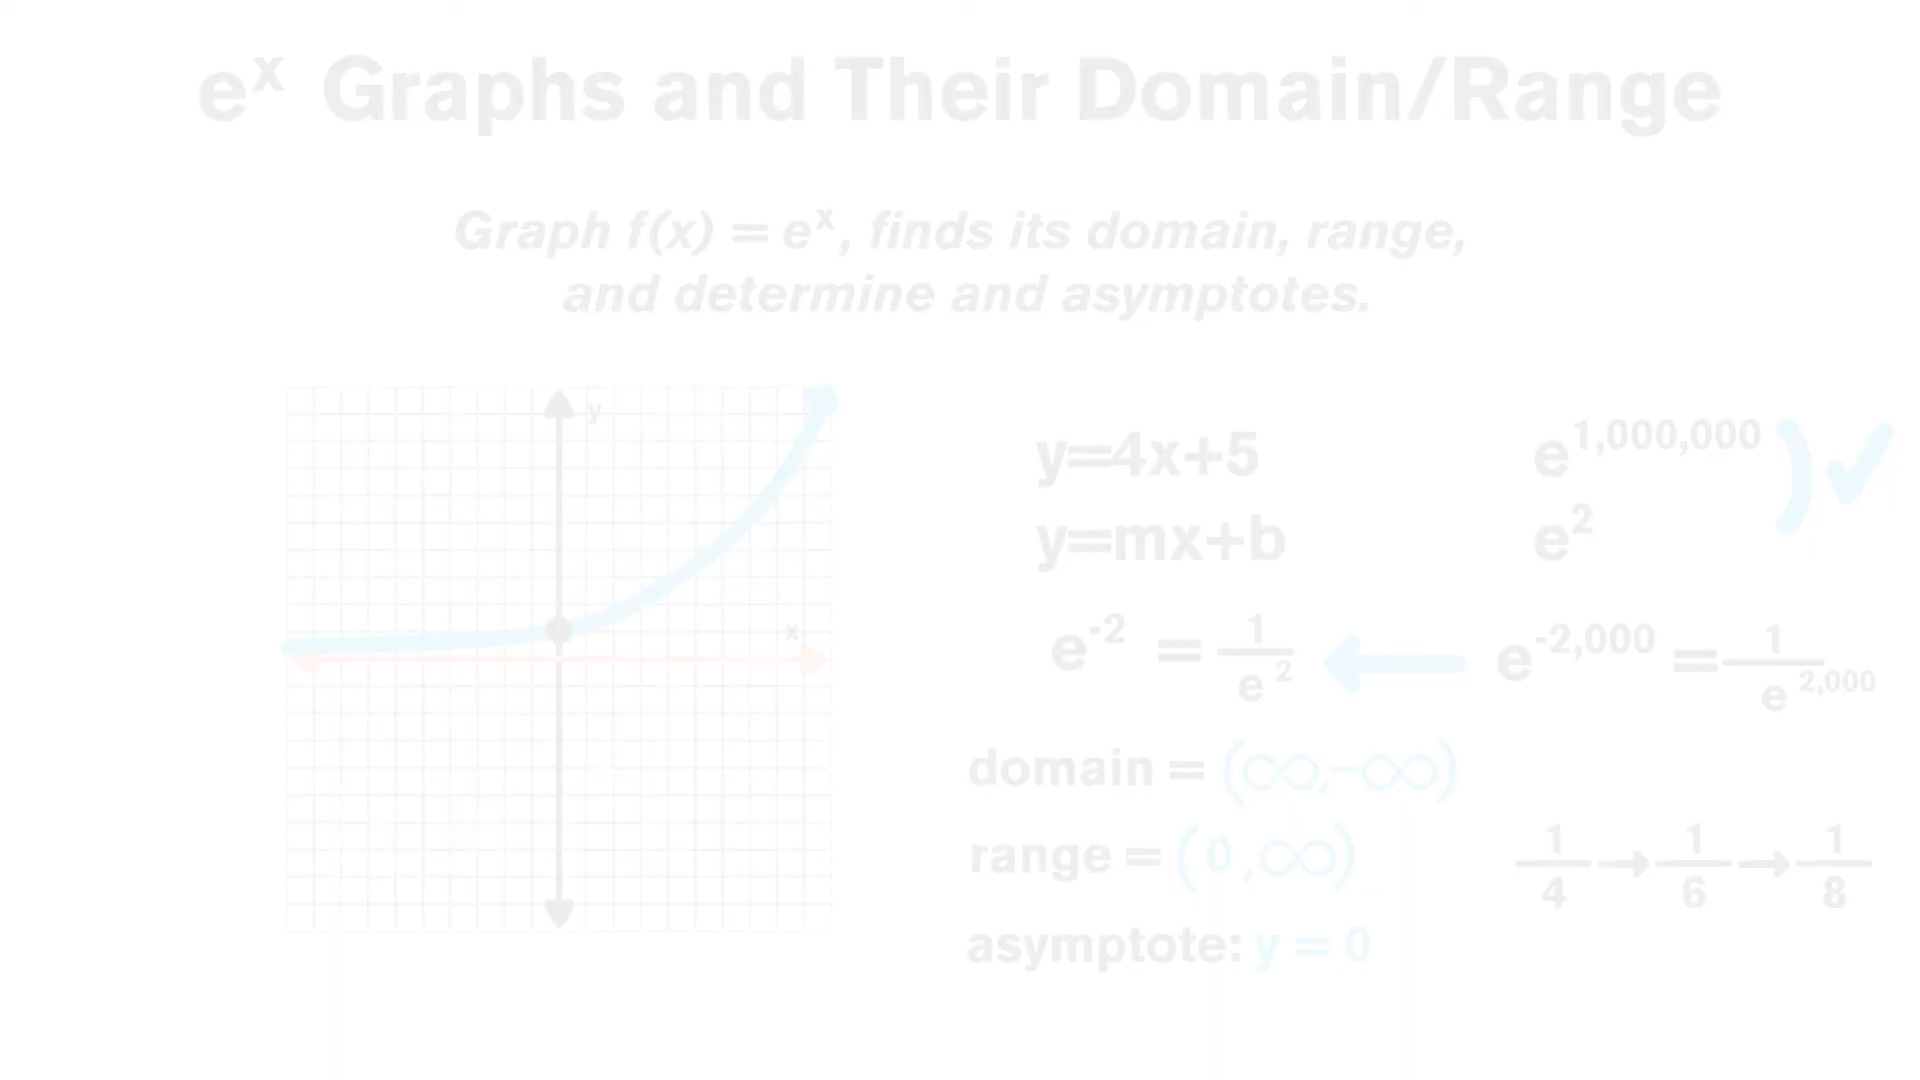 eˣ Graphs and Their Domain/Range
Graph f(x) = eˣ, finds its domain, range,
and determine and asymptotes.
y
x
y=4x+5
y=mx+b
e^1,000,000
e^2
e^-2 = 1/e^2
e^-2,000 = 1/e^2,000
domain = (∞,-∞)
range = (0,∞)
asymptote: y = 0
1/4→1/6→1/8